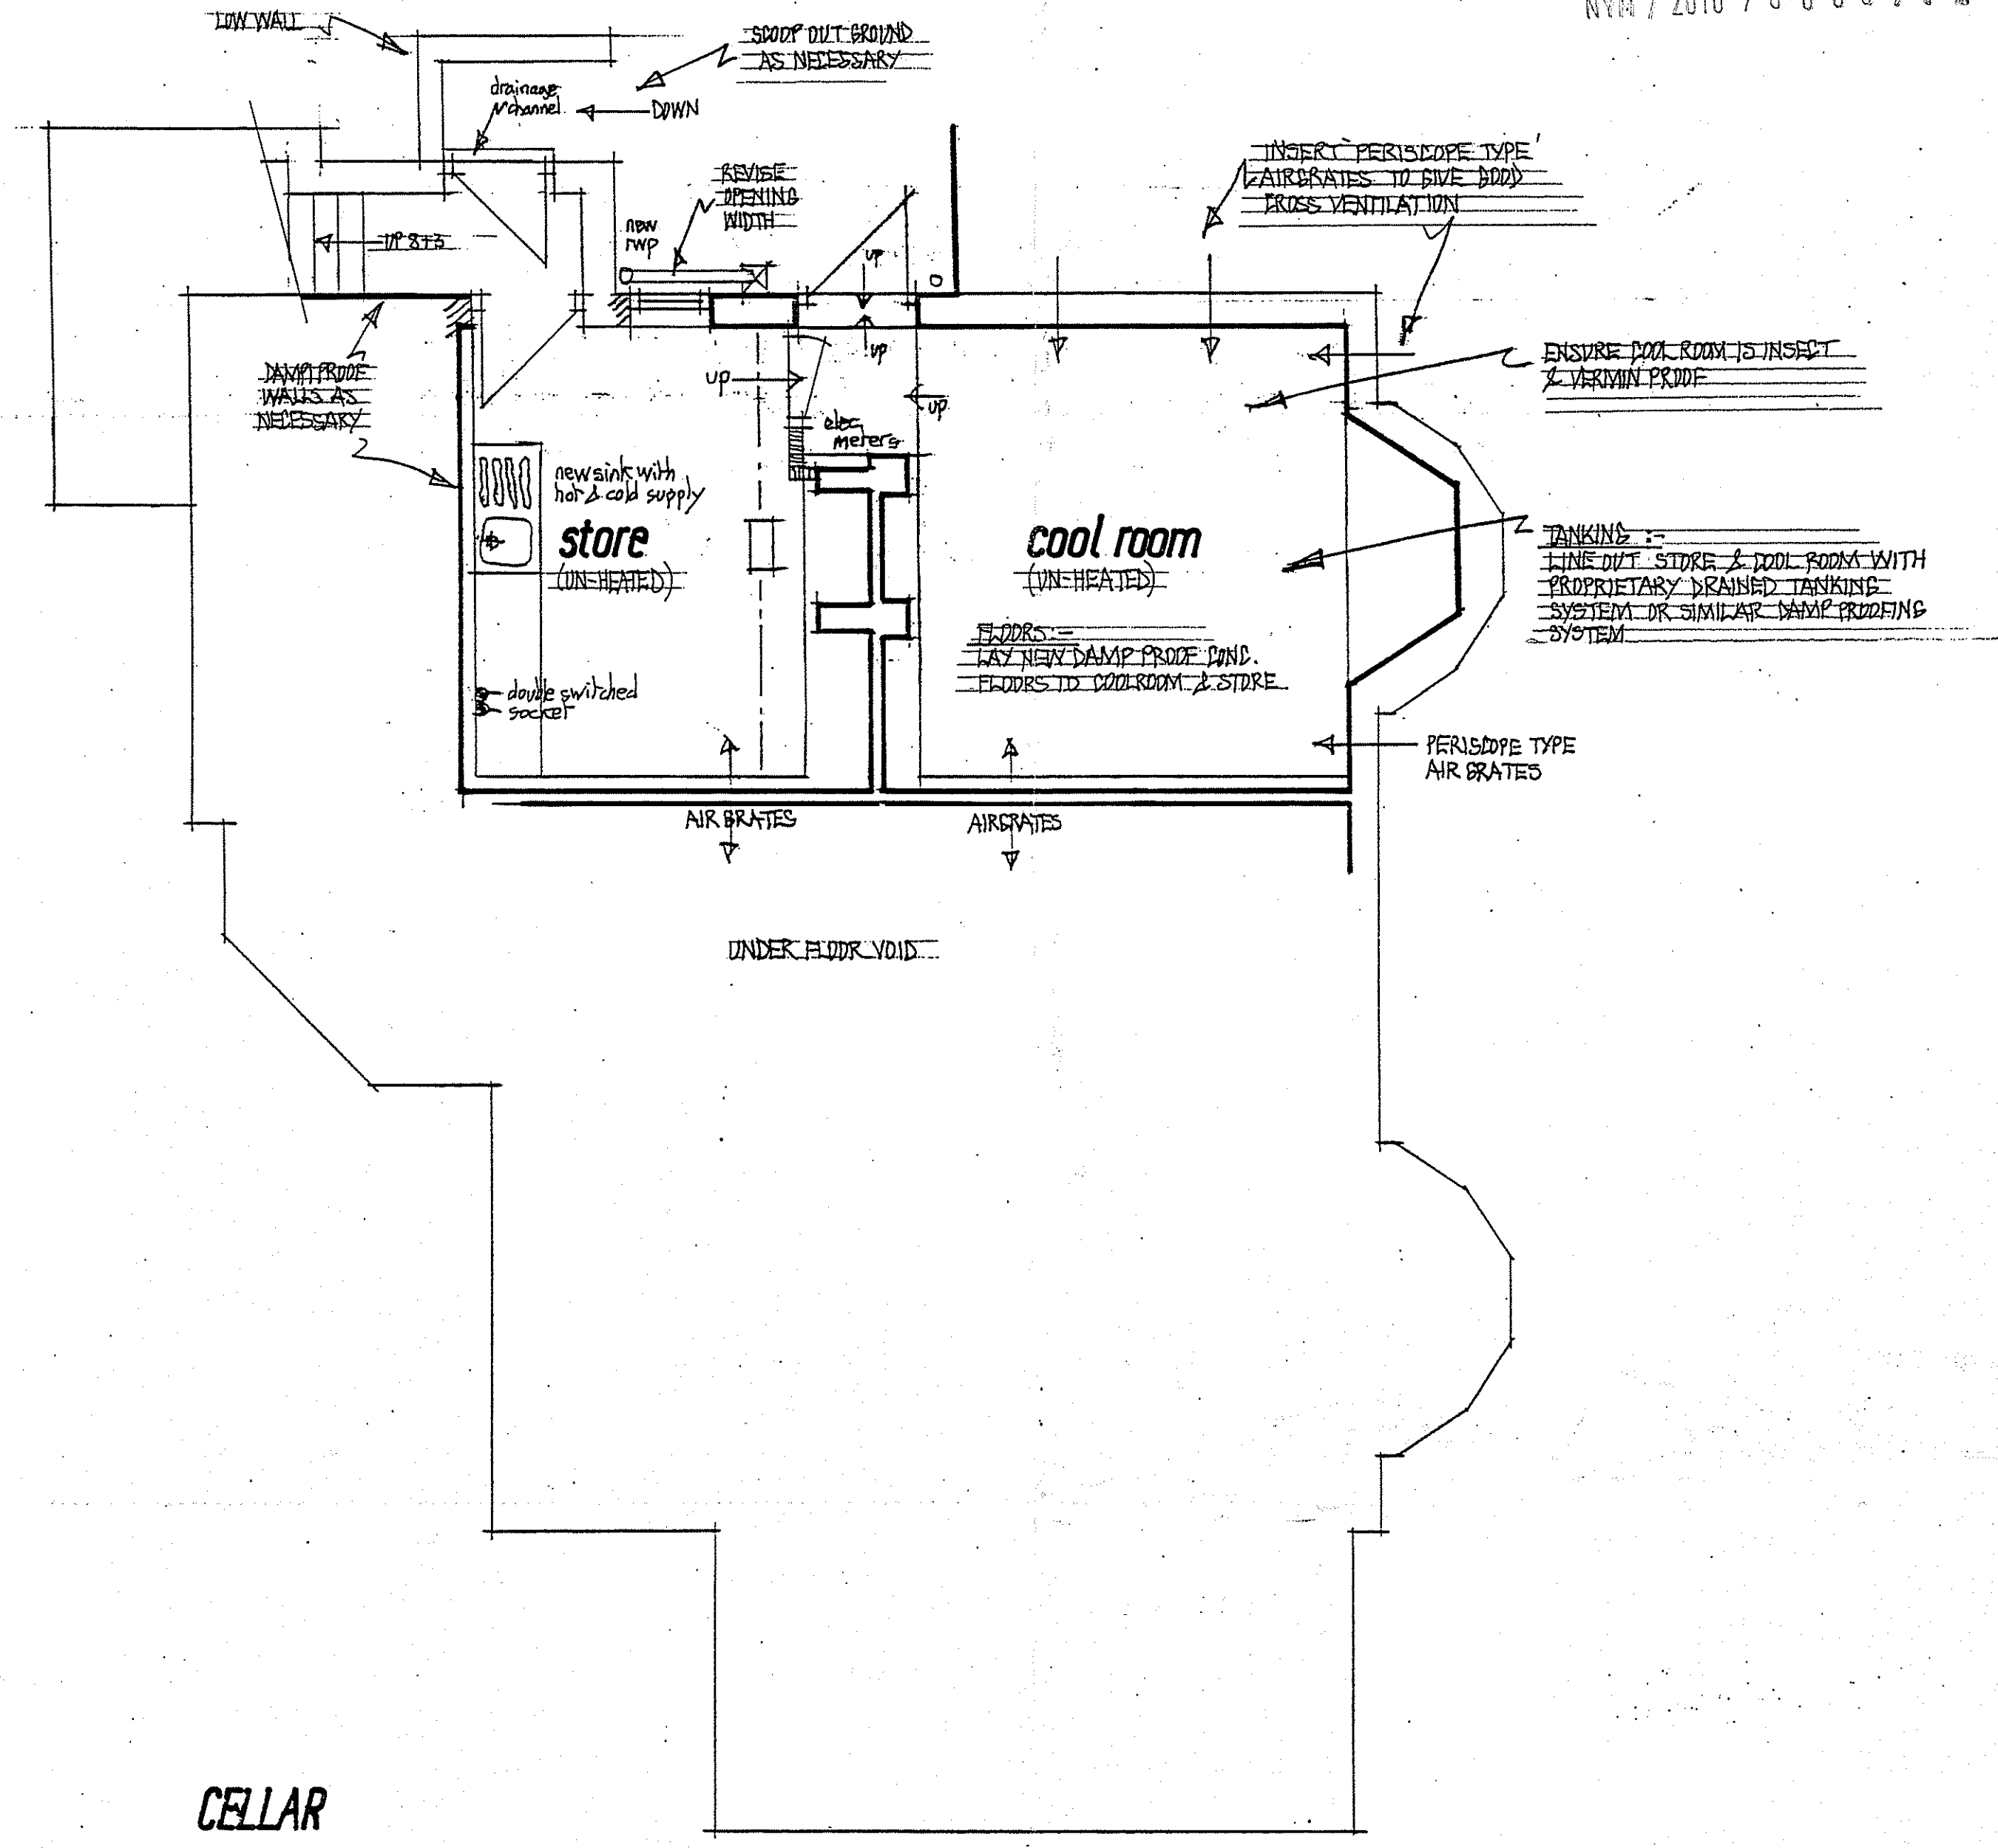 NYM / 2010 /
LOW WALL
SCOOP OUT GROUND
AS NECESSARY
drainage
channel
DOWN
REVISE
OPENING
WIDTH
new
rwp
INSERT 'PERISCOPE TYPE'
AIRGRATES TO GIVE GOOD
CROSS VENTILATION
UP 8+3
up
up
up
up
elec
meters
DAMP PROOF
WALLS AS
NECESSARY
ENSURE COOL ROOM IS INSECT
& VERMIN PROOF
new sink with
hot & cold supply
store
(UN-HEATED)
cool room
(UN-HEATED)
TANKING :-
LINE OUT STORE & COOL ROOM WITH
PROPRIETARY DRAINED TANKING
SYSTEM OR SIMILAR DAMP PROOFING
SYSTEM
FLOORS:-
LAY NEW DAMP PROOF CONC.
FLOORS TO COOLROOM & STORE
double switched
socket
PERISCOPE TYPE
AIR GRATES
AIR GRATES
AIRGRATES
UNDER FLOOR VOID
CELLAR